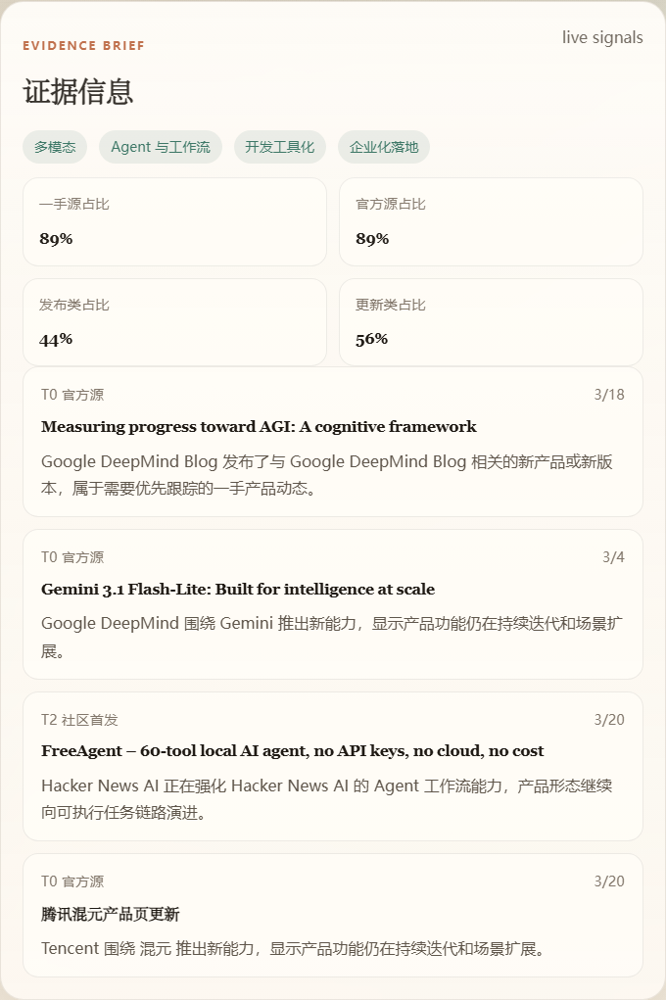 EVIDENCE BRIEF
live signals
证据信息
多模态
Agent 与工作流
开发工具化
企业化落地
一手源占比
89%
官方源占比
89%
发布类占比
44%
更新类占比
56%
T0 官方源
3/18
Measuring progress toward AGI: A cognitive framework
Google DeepMind Blog 发布了与 Google DeepMind Blog 相关的新产品或新版
本，属于需要优先跟踪的一手产品动态。
T0 官方源
3/4
Gemini 3.1 Flash-Lite: Built for intelligence at scale
Google DeepMind 围绕 Gemini 推出新能力，显示产品功能仍在持续迭代和场景扩
展。
T2 社区首发
3/20
FreeAgent – 60-tool local AI agent, no API keys, no cloud, no cost
Hacker News AI 正在强化 Hacker News AI 的 Agent 工作流能力，产品形态继续
向可执行任务链路演进。
T0 官方源
3/20
腾讯混元产品页更新
Tencent 围绕 混元 推出新能力，显示产品功能仍在持续迭代和场景扩展。